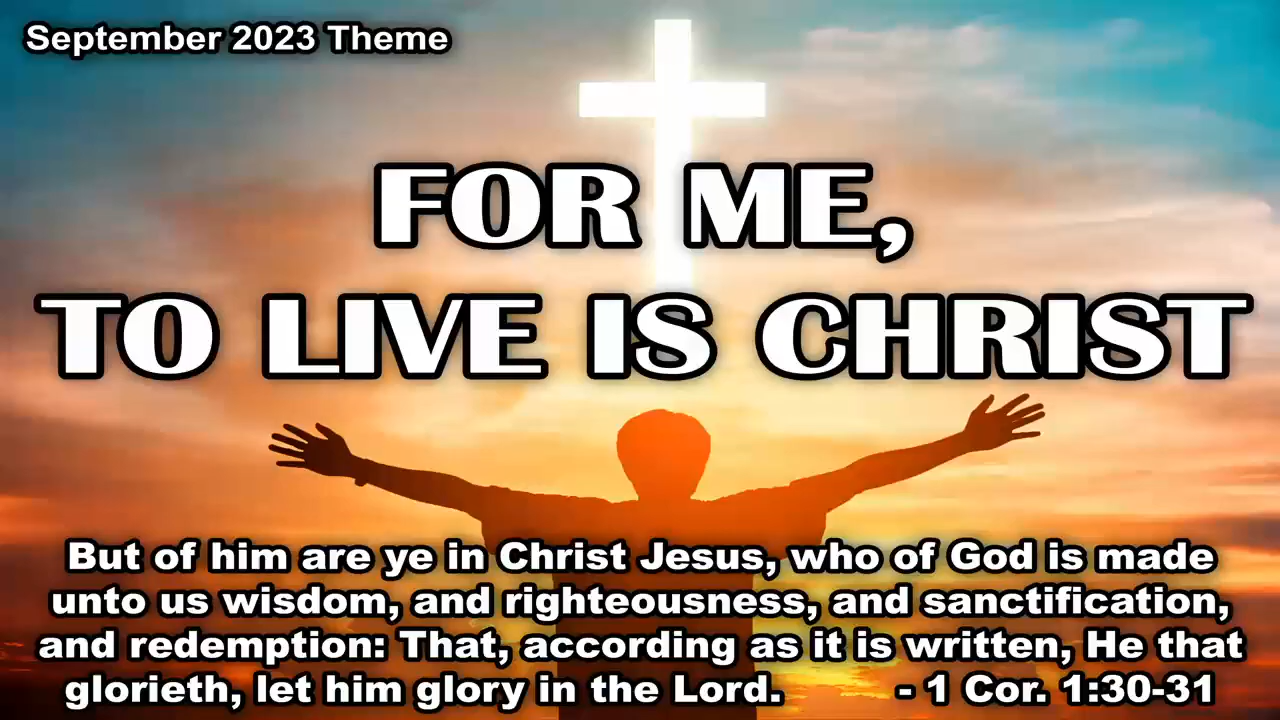 September 2023 Theme
FOR ME,
TO LIVE IS CHRIST
But of him are ye in Christ Jesus, who of God is made
unto us wisdom, and righteousness, and sanctification,
and redemption: That, according as it is written, He that
glorieth, let him glory in the Lord. - 1 Cor. 1:30-31